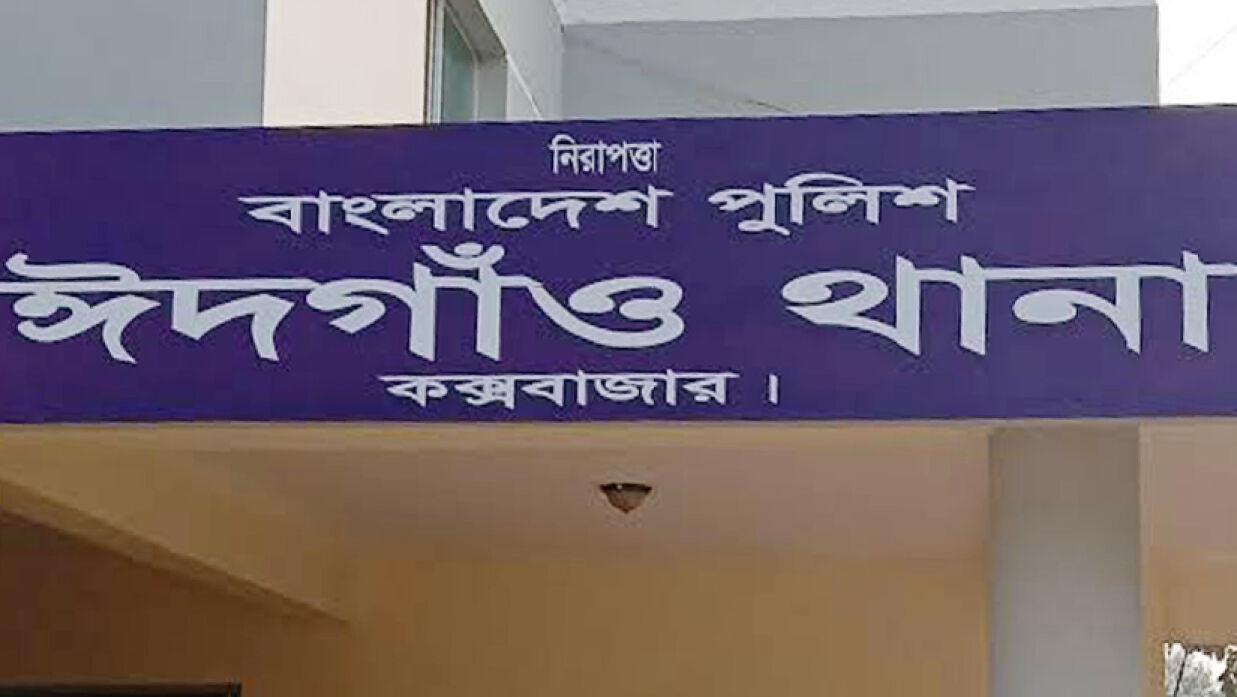 নিরাপত্তা
বাংলাদেশ পুলিশ
ঈদগাঁও থানা
কক্সবাজার ।